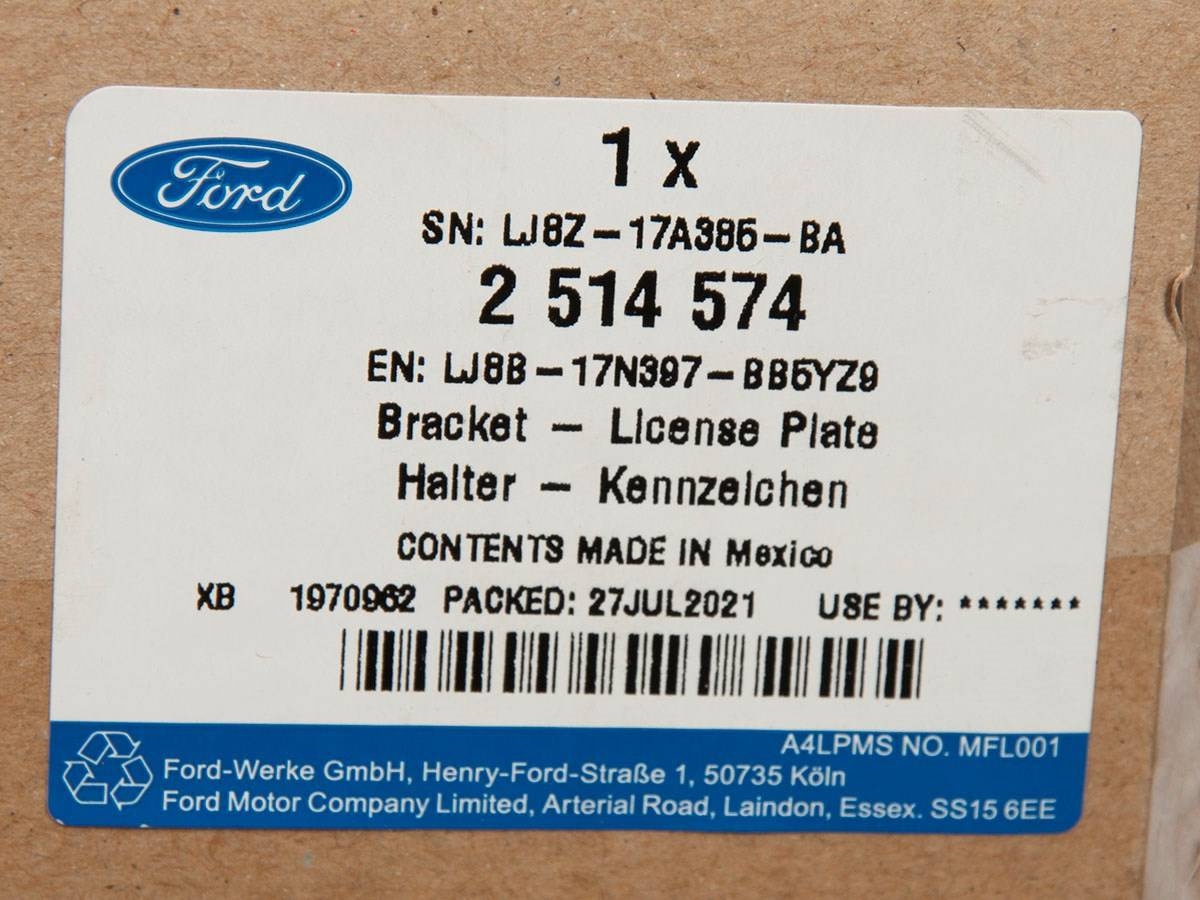 Ford
1 x
SN: LJ8Z-17A385-BA
2 514 574
EN: LJ8B-17N397-BB5YZ9
Bracket - License Plate
Halter - Kennzeichen
CONTENTS MADE IN Mexico
XB 1970962 PACKED: 27JUL2021 USE BY: *******
A4LPMS NO. MFL001
Ford-Werke GmbH, Henry-Ford-Straße 1, 50735 Köln
Ford Motor Company Limited, Arterial Road, Laindon, Essex. SS15 6EE